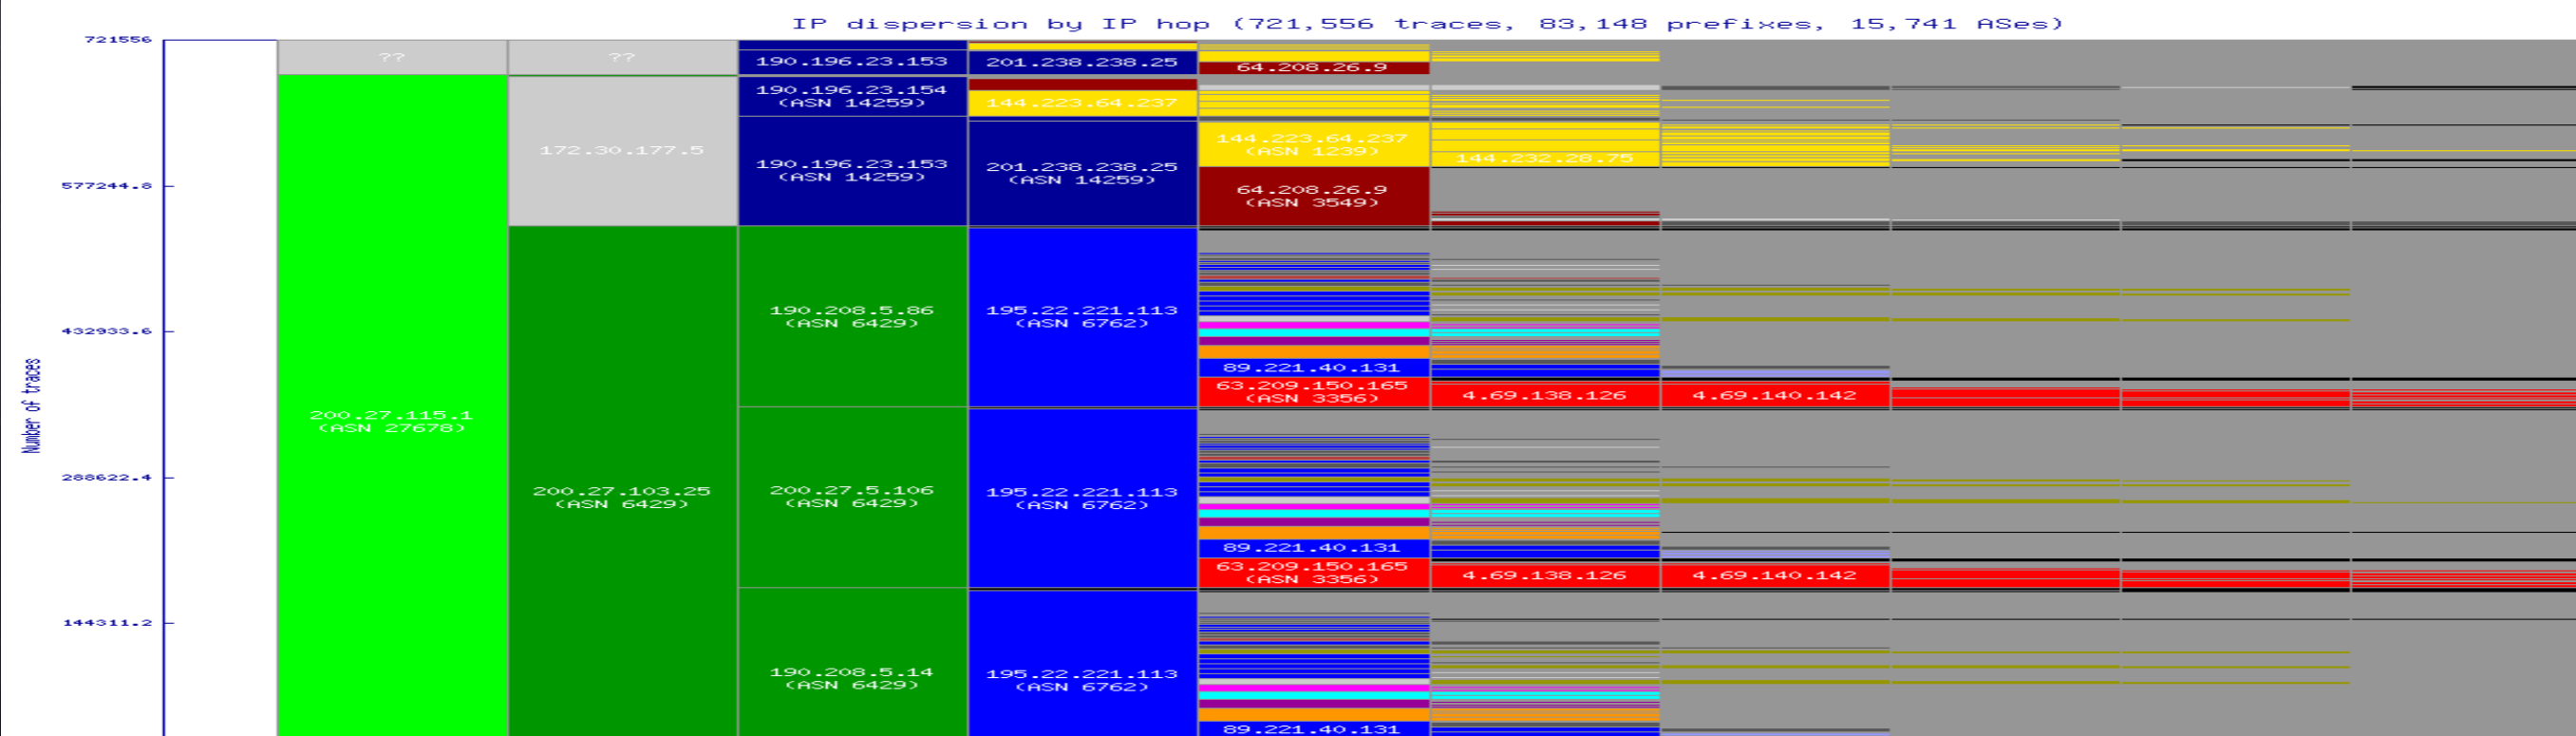 IP dispersion by IP hop (721,556 traces, 83,148 prefixes, 15,741 ASes)
Number of traces
721556
577244.8
432933.6
288622.4
144311.2
??
200.27.115.1
(ASN 27678)
??
172.30.177.5
200.27.103.25
(ASN 6429)
190.196.23.153
190.196.23.154
(ASN 14259)
190.196.23.153
(ASN 14259)
190.208.5.86
(ASN 6429)
200.27.5.106
(ASN 6429)
190.208.5.14
(ASN 6429)
201.238.238.25
144.223.64.237
201.238.238.25
(ASN 14259)
195.22.221.113
(ASN 6762)
195.22.221.113
(ASN 6762)
195.22.221.113
(ASN 6762)
64.208.26.9
144.223.64.237
(ASN 1239)
64.208.26.9
(ASN 3549)
89.221.40.131
63.209.150.165
(ASN 3356)
89.221.40.131
63.209.150.165
(ASN 3356)
89.221.40.131
144.232.28.75
4.69.138.126
4.69.138.126
4.69.140.142
4.69.140.142